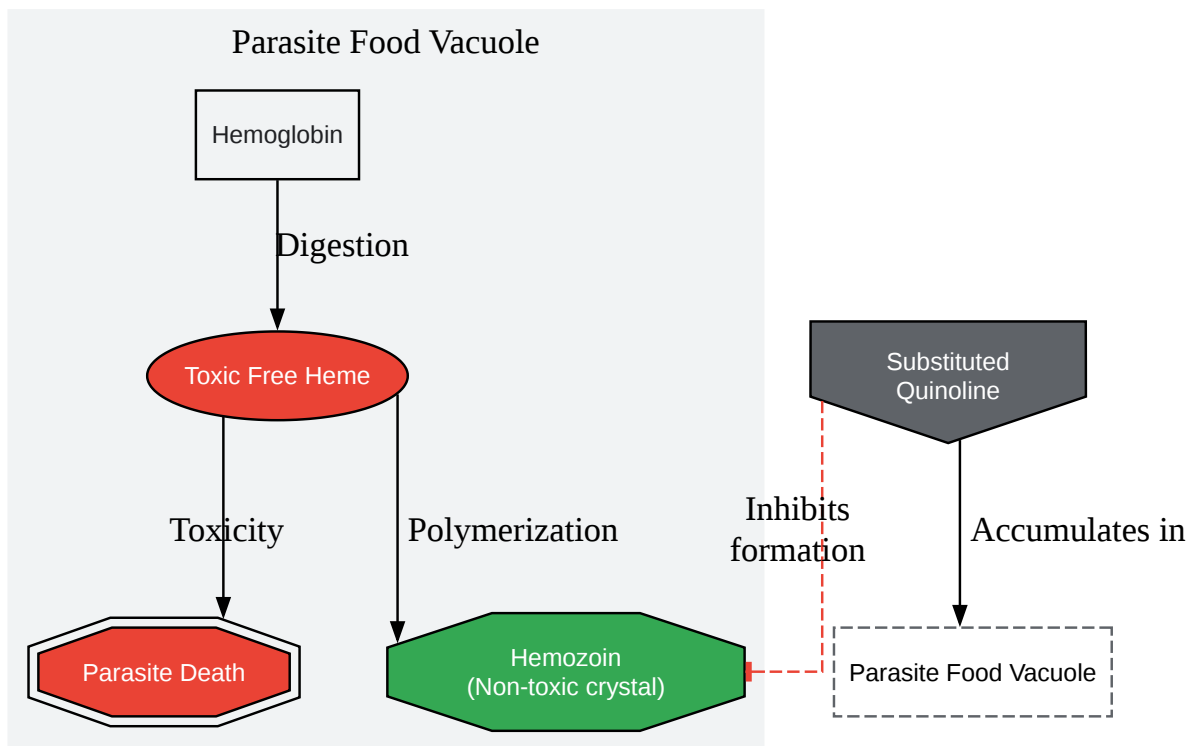 Parasite Food Vacuole
Hemoglobin
Digestion
Toxic Free Heme
Substituted
Quinoline
Toxicity
Polymerization
Inhibits
formation
Accumulates in
Parasite Death
Hemozoin
(Non-toxic crystal)
Parasite Food Vacuole